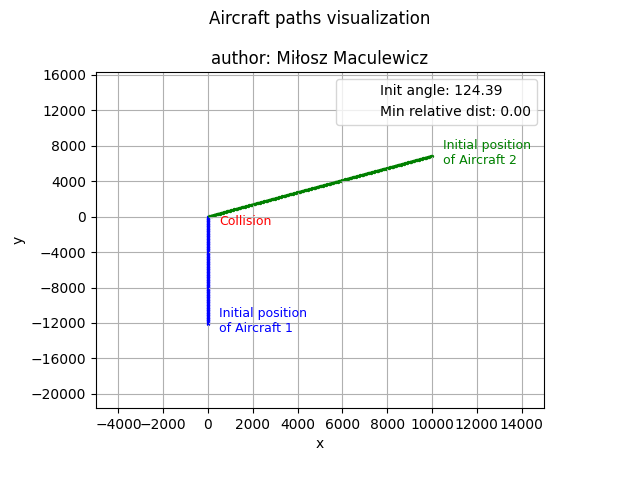 Aircraft paths visualization
author: Miłosz Maculewicz
Init angle: 124.39
Min relative dist: 0.00
16000
12000
8000
4000
0
−4000
−8000
−12000
−16000
−20000
y
Initial position
of Aircraft 2
Collision
Initial position
of Aircraft 1
−4000 −2000 0 2000 4000 6000 8000 10000 12000 14000
x